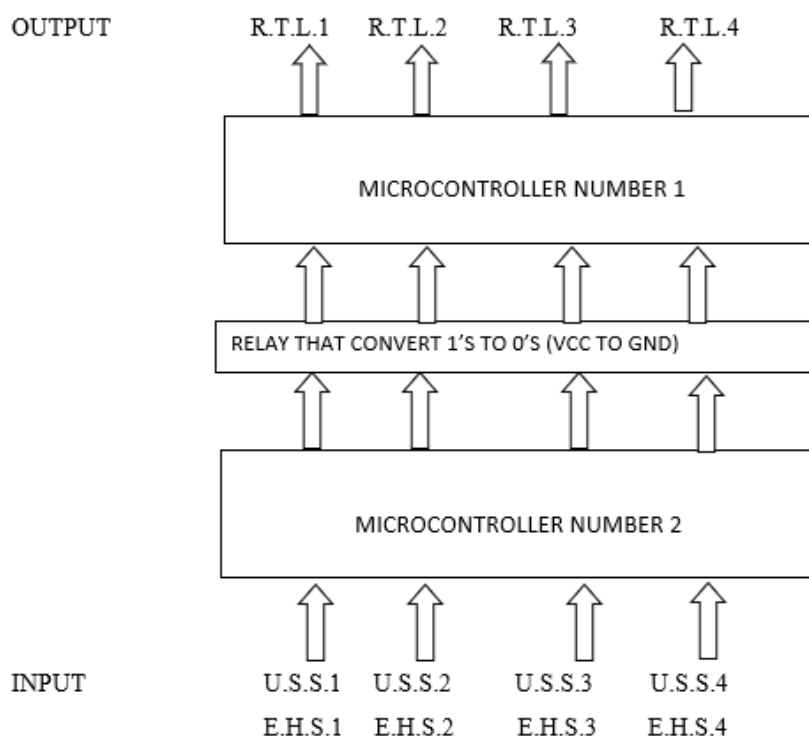 OUTPUT R.T.L.1 R.T.L.2 R.T.L.3 R.T.L.4
MICROCONTROLLER NUMBER 1
RELAY THAT CONVERT 1'S TO 0'S (VCC TO GND)
MICROCONTROLLER NUMBER 2
INPUT U.S.S.1 U.S.S.2 U.S.S.3 U.S.S.4
E.H.S.1 E.H.S.2 E.H.S.3 E.H.S.4